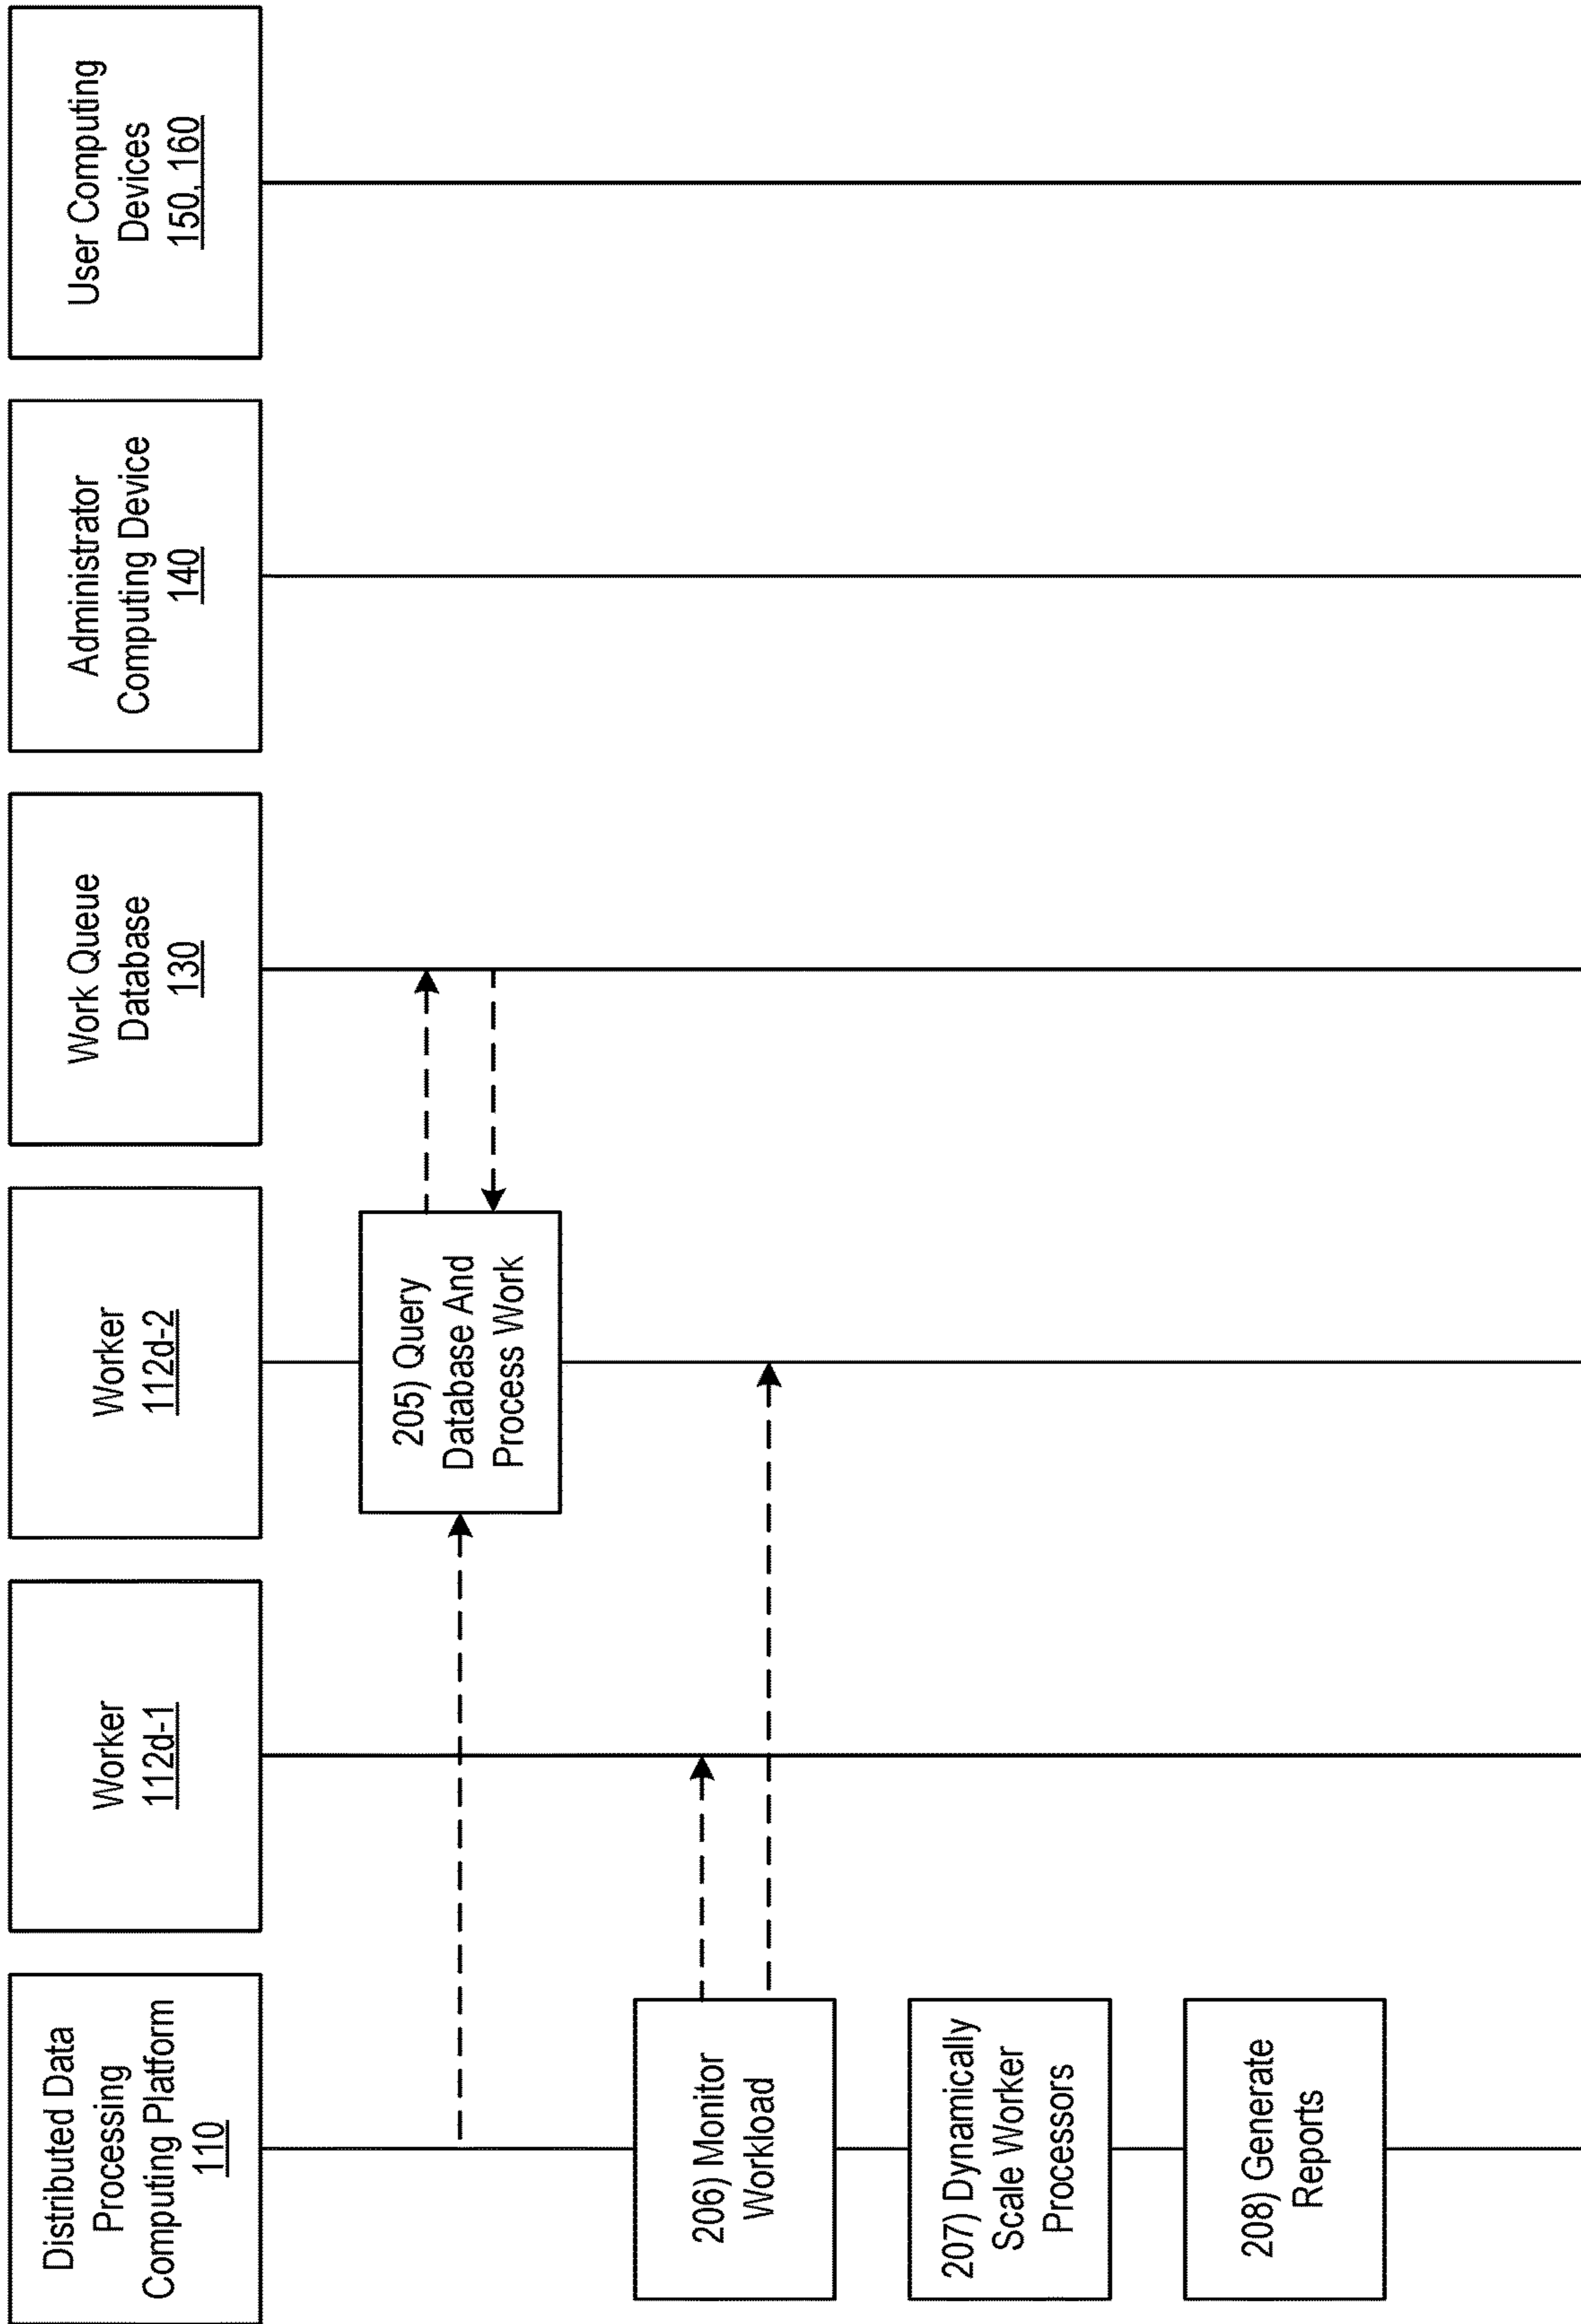 Distributed Data
Processing
Computing Platform
110
Worker
112d-1
Worker
112d-2
Work Queue
Database
130
Administrator
Computing Device
140
User Computing
Devices
150, 160
205) Query
Database And
Process Work
206) Monitor
Workload
207) Dynamically
Scale Worker
Processors
208) Generate
Reports